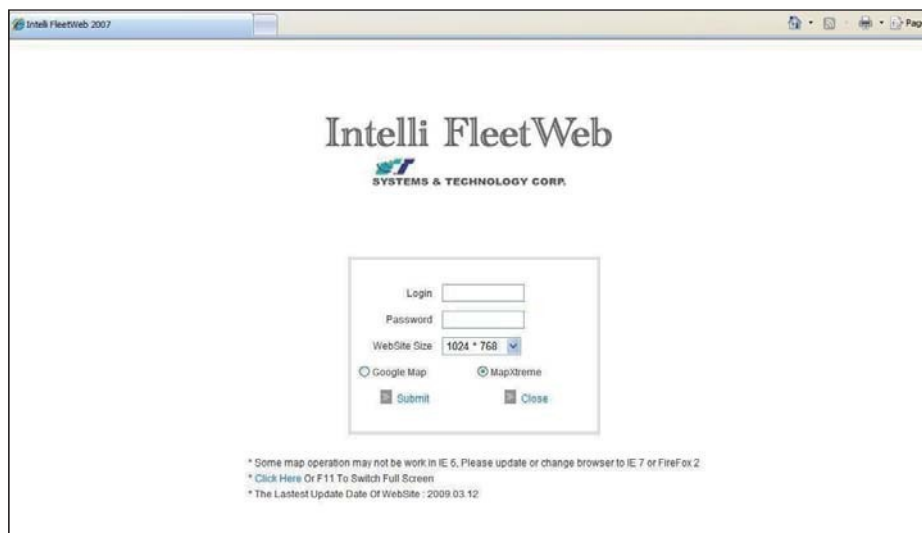 Intelli FleetWeb 2007
Page
Intelli FleetWeb
SYSTEMS & TECHNOLOGY CORP.
Login
Password
WebSite Size 1024 * 768
Google Map MapXtreme
Submit Close
* Some map operation may not be work in IE 6, Please update or change browser to IE 7 or FireFox 2
* Click Here Or F11 To Switch Full Screen
* The Lastest Update Date Of WebSite : 2009.03.12